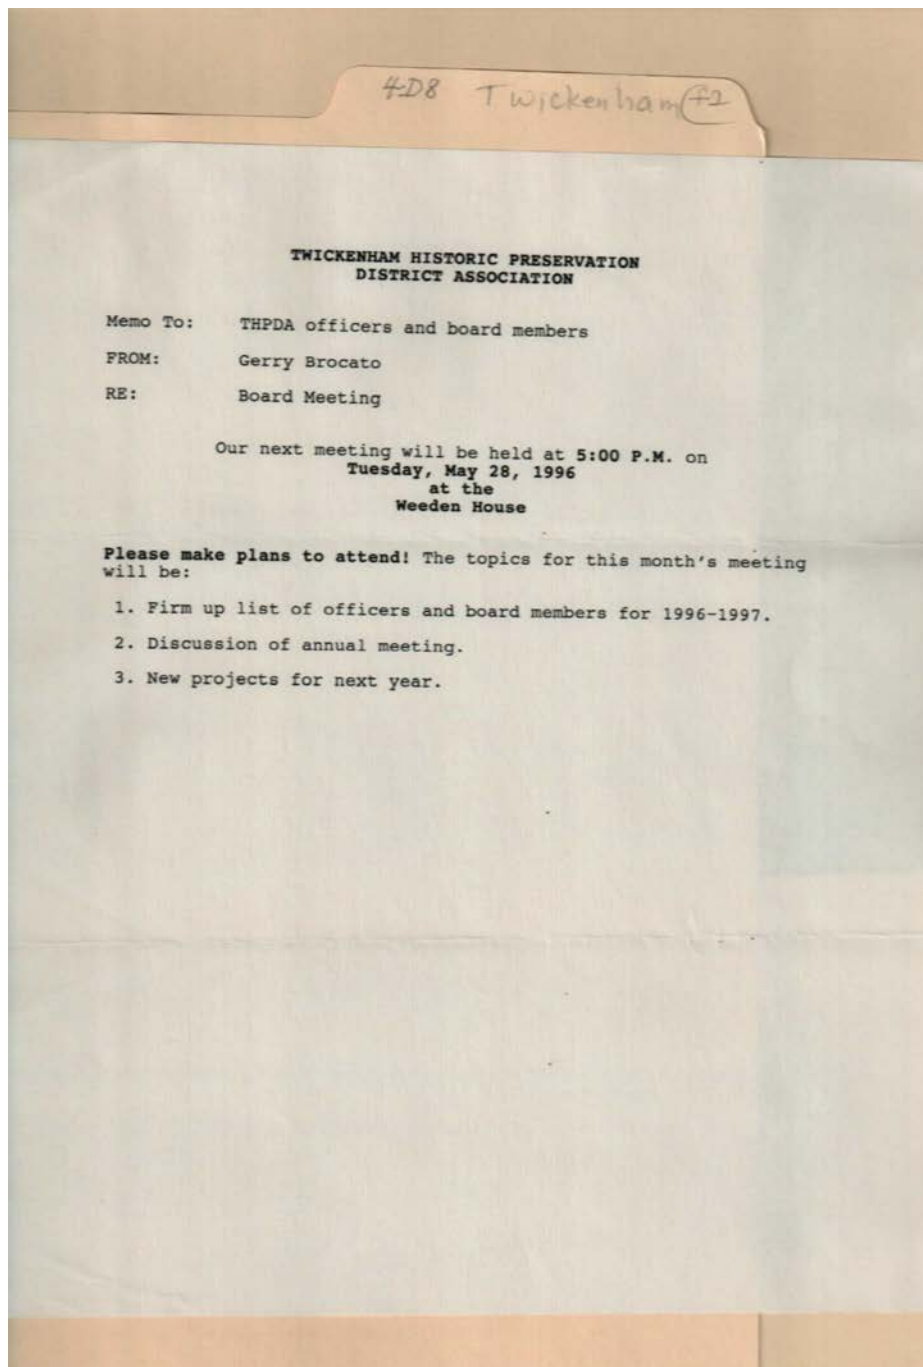 4-D8 Twickenham f2
TWICKENHAM HISTORIC PRESERVATION
DISTRICT ASSOCIATION
Memo To: THPDA officers and board members
FROM: Gerry Brocato
RE: Board Meeting
Our next meeting will be held at 5:00 P.M. on
Tuesday, May 28, 1996
at the
Weeden House
Please make plans to attend! The topics for this month's meeting
will be:
1. Firm up list of officers and board members for 1996-1997.
2. Discussion of annual meeting.
3. New projects for next year.